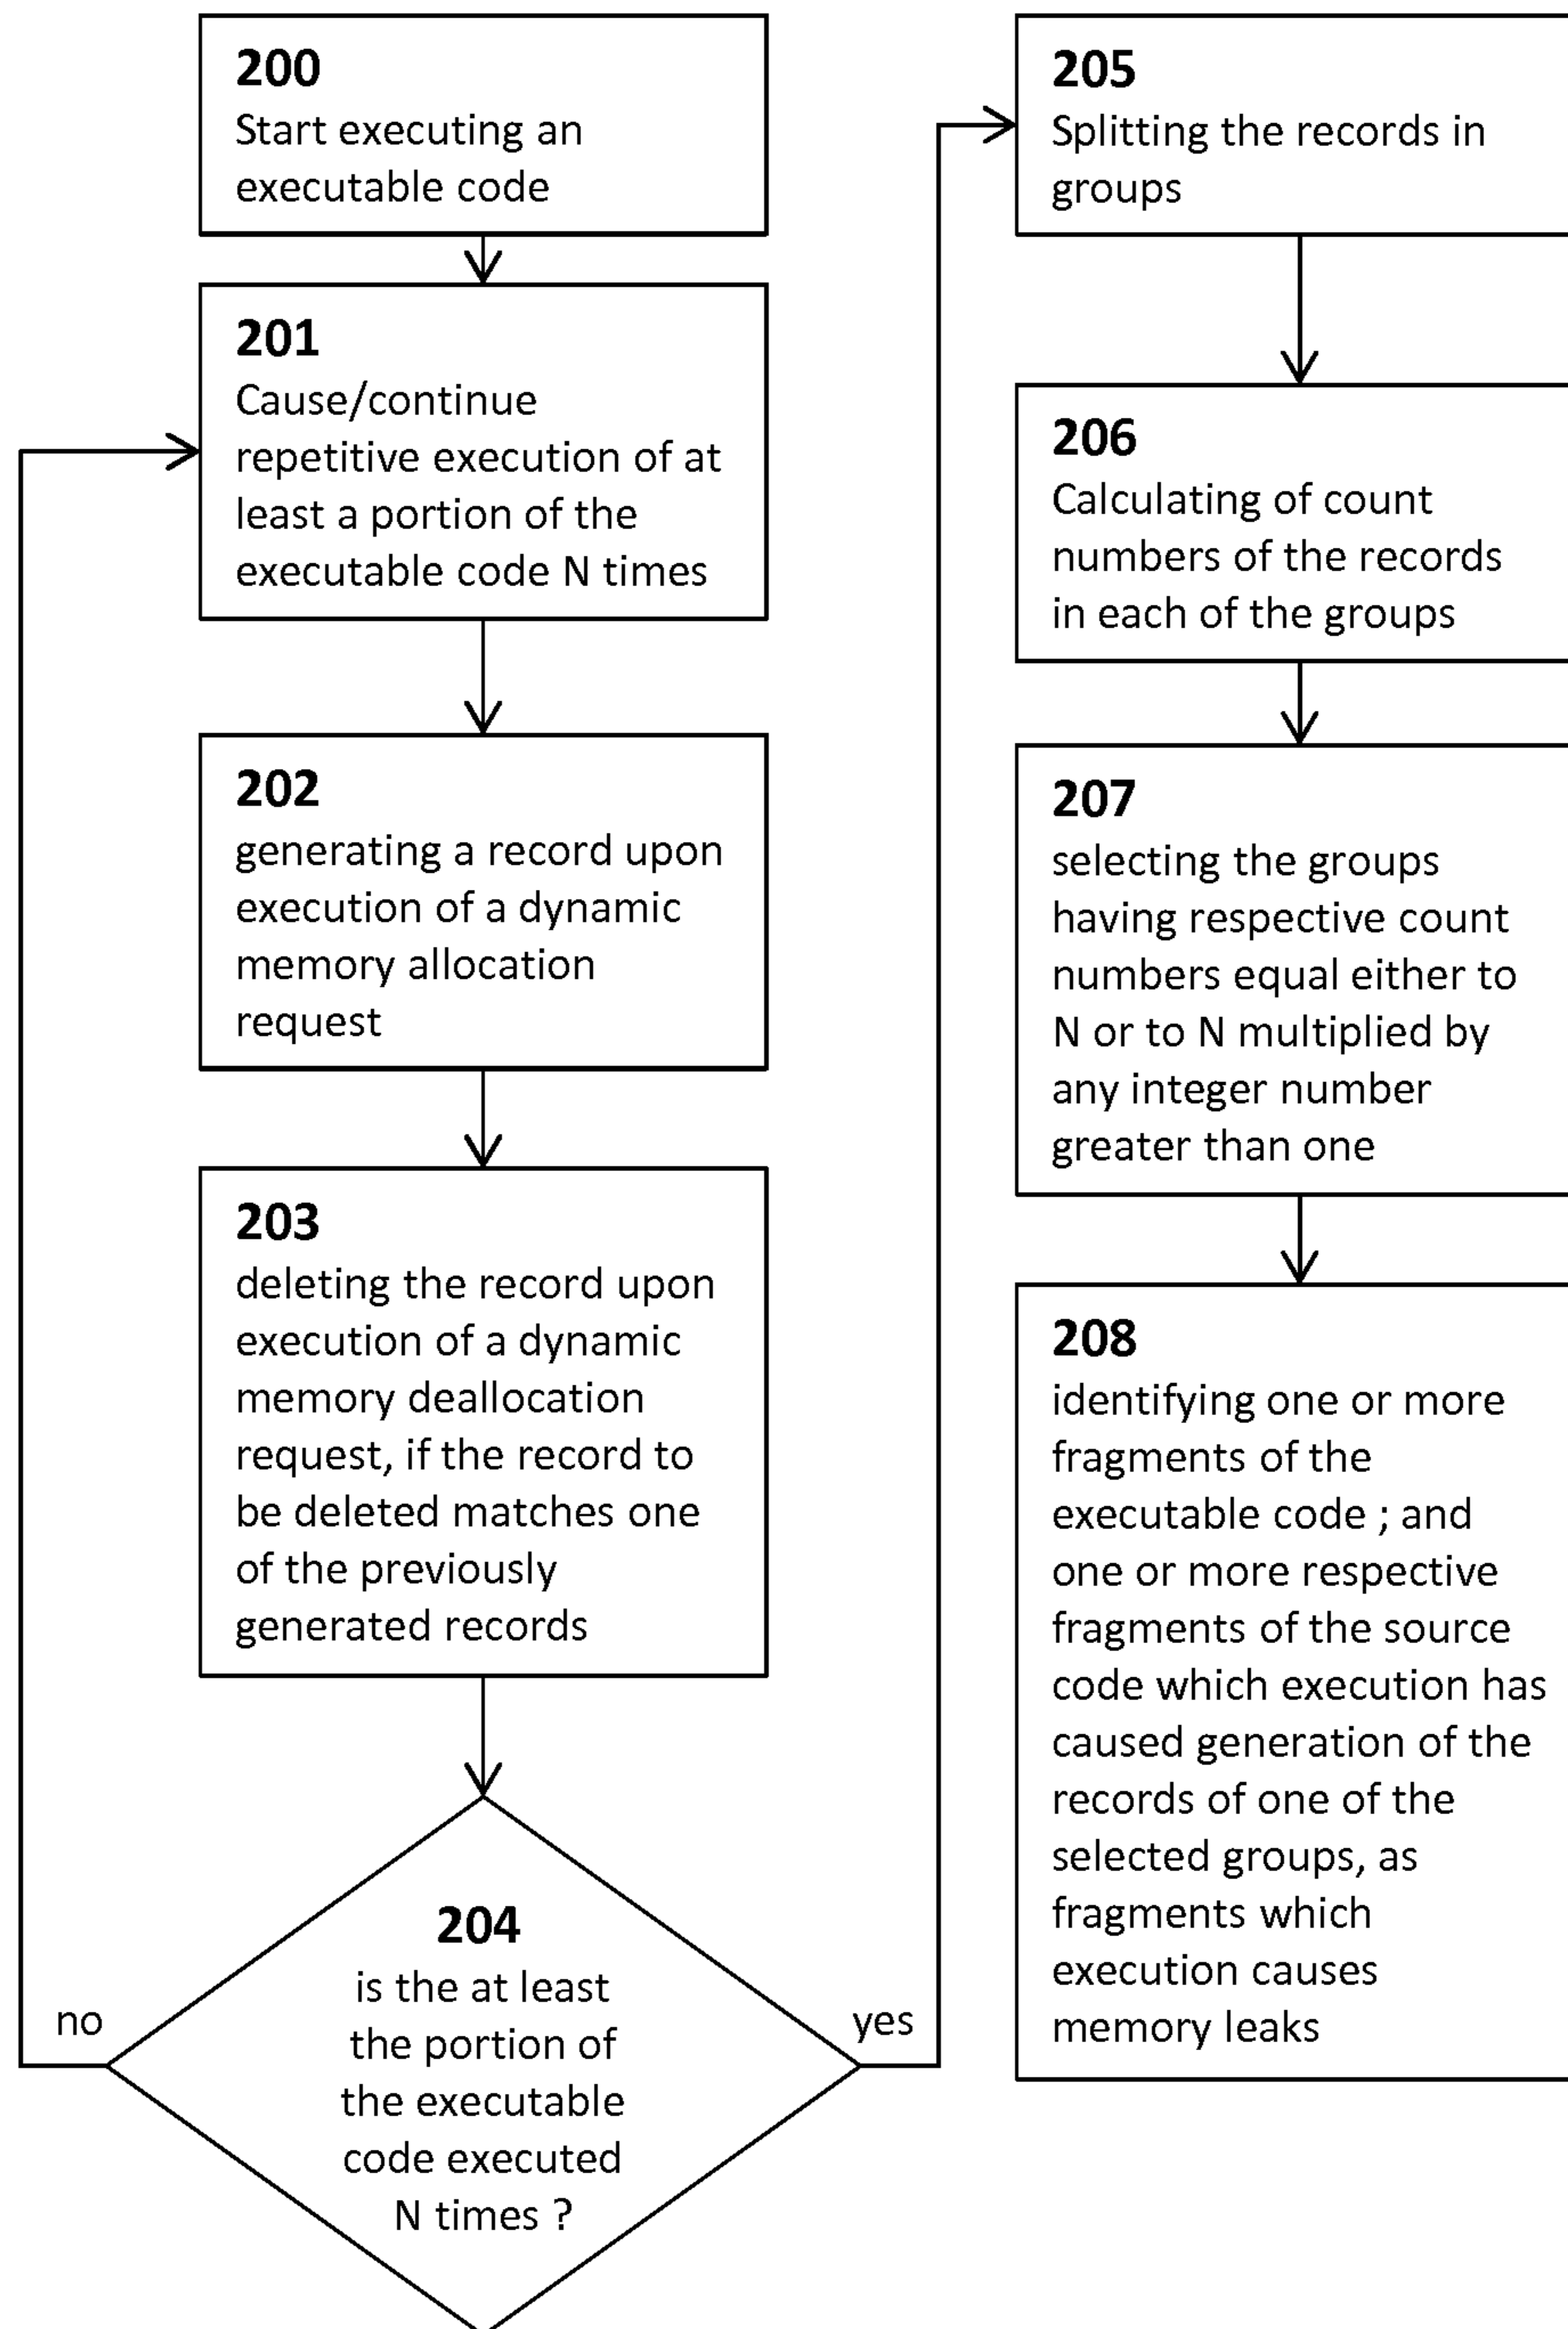 200
Start executing an
executable code
201
Cause/continue
repetitive execution of at
least a portion of the
executable code N times
202
generating a record upon
execution of a dynamic
memory allocation
request
203
deleting the record upon
execution of a dynamic
memory deallocation
request, if the record to
be deleted matches one
of the previously
generated records
204
is the at least
the portion of
the executable
code executed
N times ?
no
yes
205
Splitting the records in
groups
206
Calculating of count
numbers of the records
in each of the groups
207
selecting the groups
having respective count
numbers equal either to
N or to N multiplied by
any integer number
greater than one
208
identifying one or more
fragments of the
executable code ; and
one or more respective
fragments of the source
code which execution has
caused generation of the
records of one of the
selected groups, as
fragments which
execution causes
memory leaks